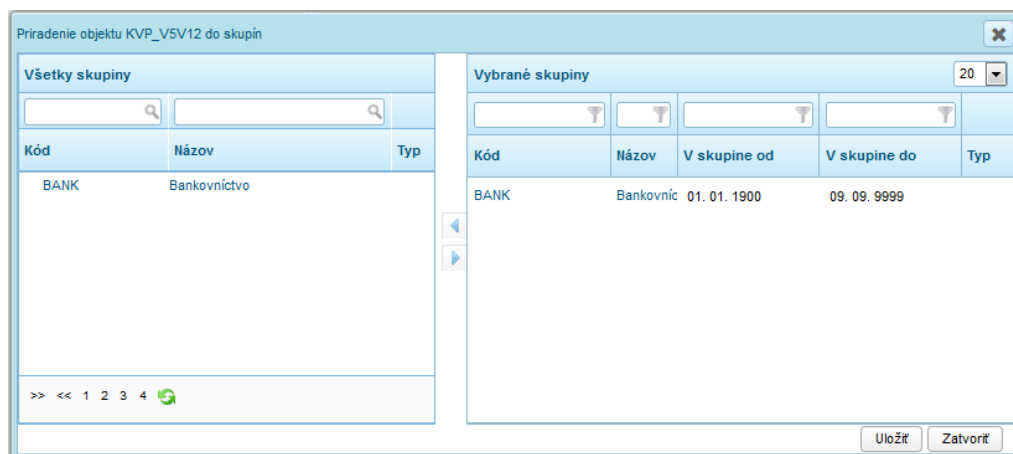 Priradenie objektu KVP_V5V12 do skupín
Všetky skupiny
Kód Názov Typ
BANK Bankovníctvo
>> << 1 2 3 4
Vybrané skupiny 20
Kód Názov V skupine od V skupine do Typ
BANK Bankovníc 01. 01. 1900 09. 09. 9999
Uložiť Zatvoriť